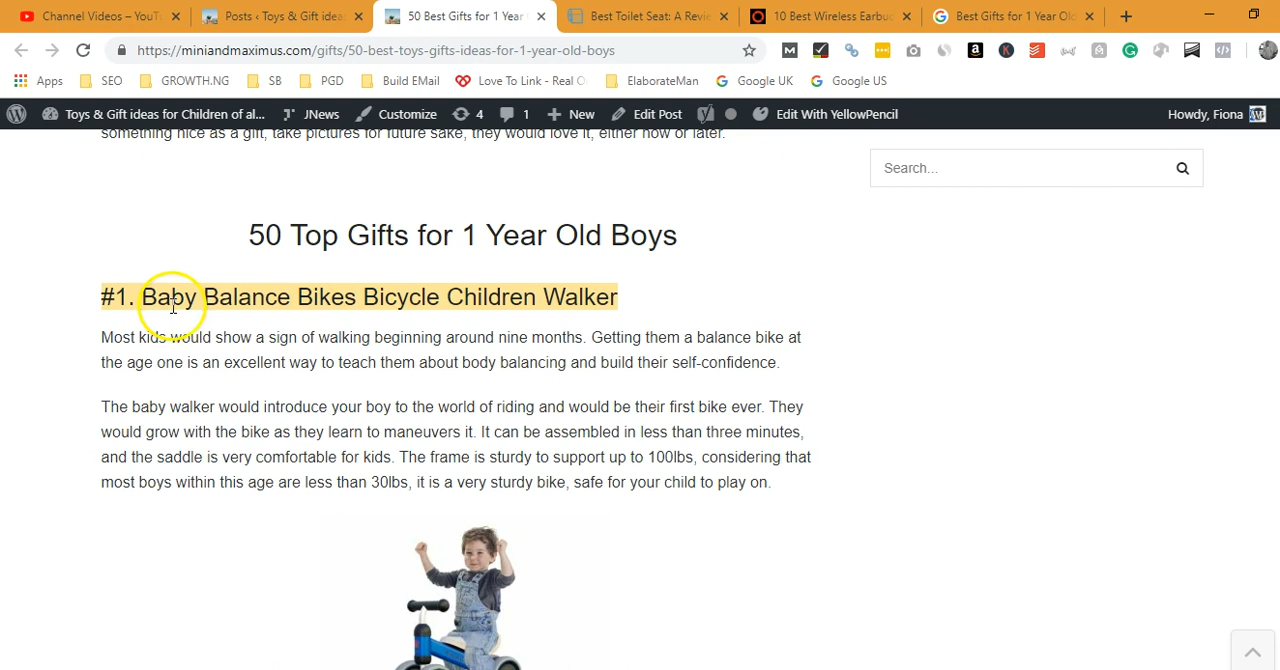 Channel Videos – YouT
Posts ‹ Toys & Gift ideas
50 Best Gifts for 1 Year
Best Toilet Seat: A Revie
10 Best Wireless Earbu
Best Gifts for 1 Year Ol
https://miniandmaximus.com/gifts/50-best-toys-gifts-ideas-for-1-year-old-boys
Apps
SEO
GROWTH.NG
SB
PGD
Build EMail
Love To Link - Real O
ElaborateMan
Google UK
Google US
Toys & Gift ideas for Children of al...
JNews
Customize
4
1
New
Edit Post
Edit With YellowPencil
Howdy, Fiona
something nice as a gift, take pictures for future sake, they would love it, either now or later.
Search...
50 Top Gifts for 1 Year Old Boys
#1. Baby Balance Bikes Bicycle Children Walker
Most kids would show a sign of walking beginning around nine months. Getting them a balance bike at
the age one is an excellent way to teach them about body balancing and build their self-confidence.
The baby walker would introduce your boy to the world of riding and would be their first bike ever. They
would grow with the bike as they learn to maneuvers it. It can be assembled in less than three minutes,
and the saddle is very comfortable for kids. The frame is sturdy to support up to 100lbs, considering that
most boys within this age are less than 30lbs, it is a very sturdy bike, safe for your child to play on.